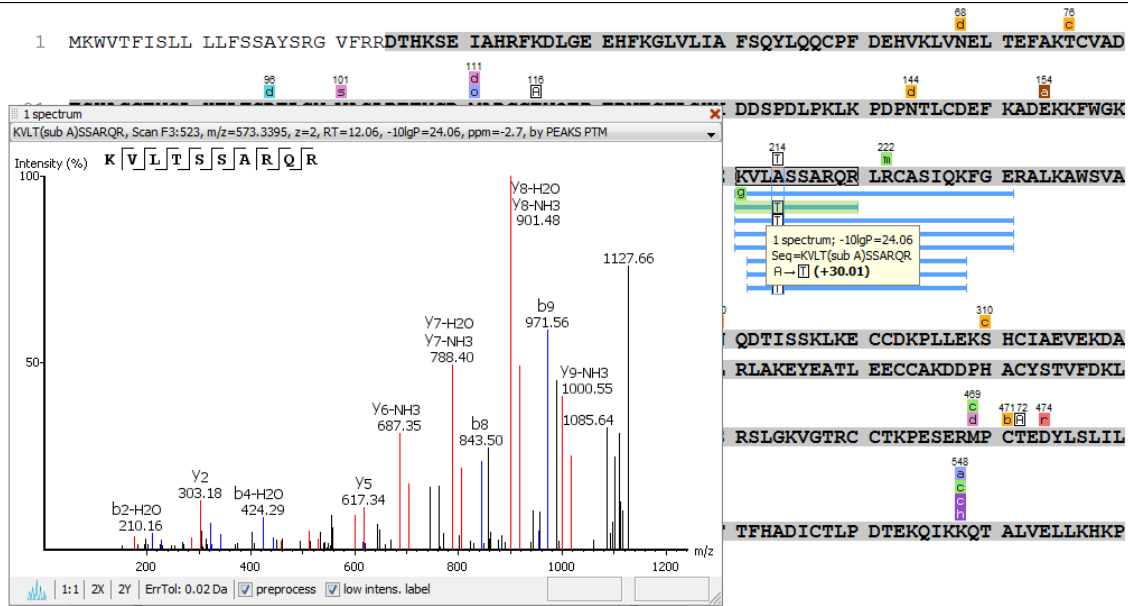 68 76
d c
1 MKWVTFISLL LLFSSAYSRG VFRRDTHKSE IAHRFKDLGE EHFKGLVLIA FSQYLQQCPF DEHVKLVNEL TEFAKTCVAD
96 101 111 116 144 154
d s d o A d a
DDSPDLPKLK PDPNTLCDEF KADEKKFWGK
1 spectrum
KVLT(sub A)SSARQR, Scan F3:523, m/z=573.3395, z=2, RT=12.06, -10lgP=24.06, ppm=-2.7, by PEAKS PTM
Intensity (%) K V L T S S A R Q R
100
y8-H2O
y8-NH3
901.48
1127.66
b9
971.56
y7-H2O
y7-NH3
788.40
50
y9-NH3
1000.55
y6-NH3
687.35
b8
843.50
1085.64
y2
303.18
y5
617.34
b4-H2O
424.29
b2-H2O
210.16
m/z
200 400 600 800 1000 1200
1:1 2X 2Y ErrTol: 0.02 Da preprocess low intens. label
214 222
T m
KVLASSARQR LRCASIQKFG ERALKAWSVA
g
T
T
1 spectrum; -10lgP=24.06
Seq=KVLT(sub A)SSARQR
A→T (+30.01)
310
c
QDTISSKLKE CCDKPLLEKS HCIAEVEKDA
RLAKEYEATL EECCAKDDPH ACYSTVFDKL
469 471 72 474
c d b A r
RSLGKVGTRC CTKPESERMP CTEDYLSLIL
548
a
c
c
h
TFHADICTLP DTEKQIKKQT ALVELLKHKP